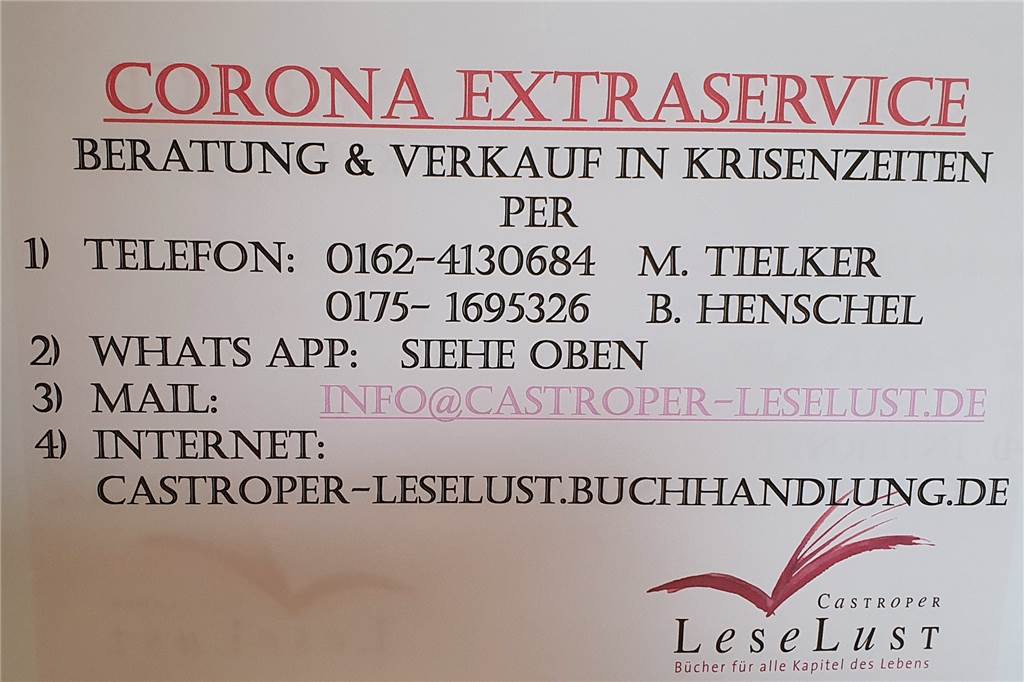 CORONA EXTRASERVICE
BERATUNG & VERKAUF IN KRISENZEITEN
PER
1) TELEFON: 0162-4130684 M. TIELKER
0175- 1695326 B. HENSCHEL
2) WHATS APP: SIEHE OBEN
3) MAIL: INFO@CASTROPER-LESELUST.DE
4) INTERNET:
CASTROPER-LESELUST.BUCHHANDLUNG.DE
CASTROPER
LESELUST
Bücher für alle Kapitel des Lebens